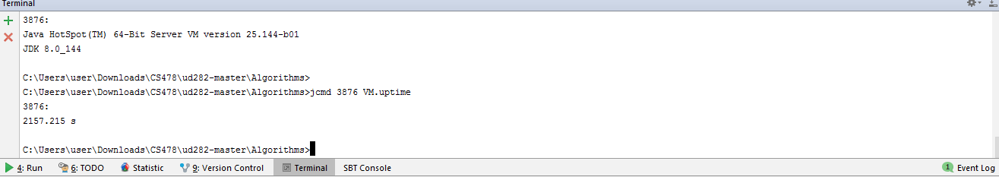 Terminal
3876:
Java HotSpot(TM) 64-Bit Server VM version 25.144-b01
JDK 8.0_144
C:\Users\user\Downloads\CS478\ud282-master\Algorithms>
C:\Users\user\Downloads\CS478\ud282-master\Algorithms>jcmd 3876 VM.uptime
3876:
2157.215 s
C:\Users\user\Downloads\CS478\ud282-master\Algorithms>
4: Run 6: TODO Statistic 9: Version Control Terminal SBT Console 1 Event Log